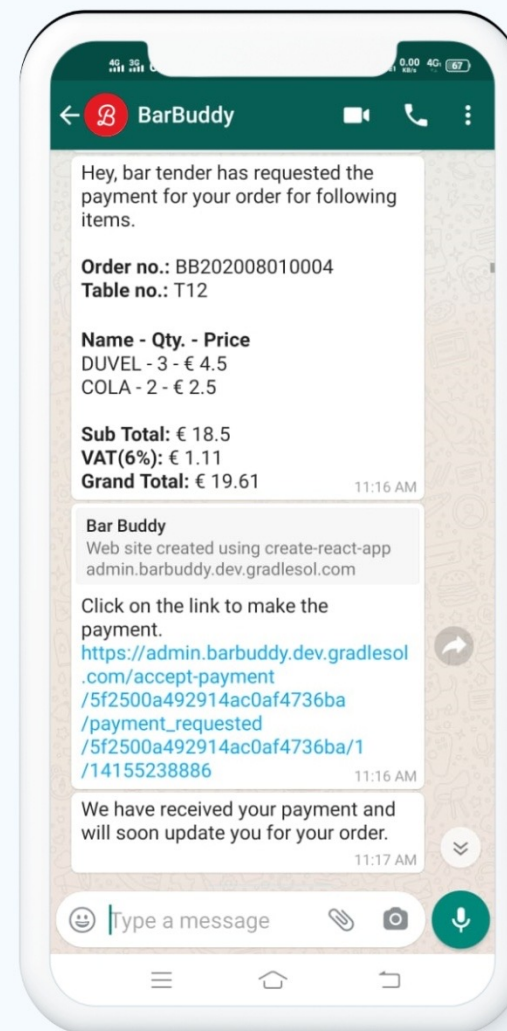 4G 3G
0.00 KB/s 4G 67
BarBuddy
Hey, bar tender has requested the
payment for your order for following
items.
Order no.: BB202008010004
Table no.: T12
Name - Qty. - Price
DUVEL - 3 - € 4.5
COLA - 2 - € 2.5
Sub Total: € 18.5
VAT(6%): € 1.11
Grand Total: € 19.61
11:16 AM
Bar Buddy
Web site created using create-react-app
admin.barbuddy.dev.gradlesol.com
Click on the link to make the
payment.
https://admin.barbuddy.dev.gradlesol
.com/accept-payment
/5f2500a492914ac0af4736ba
/payment_requested
/5f2500a492914ac0af4736ba/1
/14155238886
11:16 AM
We have received your payment and
will soon update you for your order.
11:17 AM
Type a message